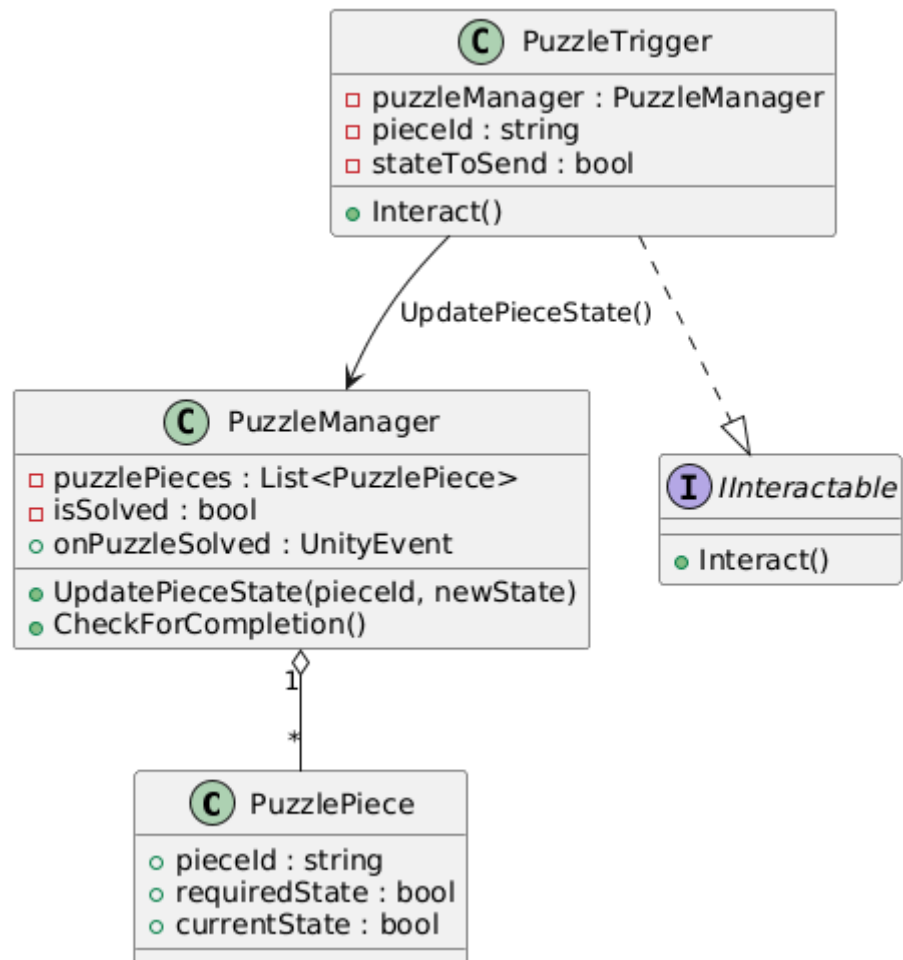 C PuzzleTrigger
puzzleManager : PuzzleManager
pieceId : string
stateToSend : bool
Interact()
UpdatePieceState()
C PuzzleManager
puzzlePieces : List<PuzzlePiece>
isSolved : bool
onPuzzleSolved : UnityEvent
UpdatePieceState(pieceId, newState)
CheckForCompletion()
I IInteractable
Interact()
1
*
C PuzzlePiece
pieceId : string
requiredState : bool
currentState : bool